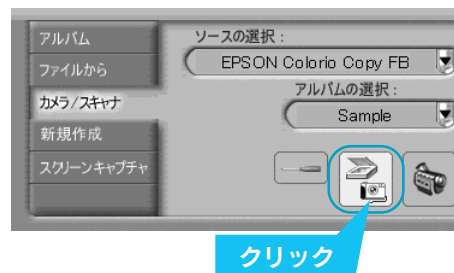 アルバム
ファイルから
カメラ/スキャナ
新規作成
スクリーンキャプチャ
ソースの選択:
EPSON Colorio Copy FB
アルバムの選択:
Sample
クリック